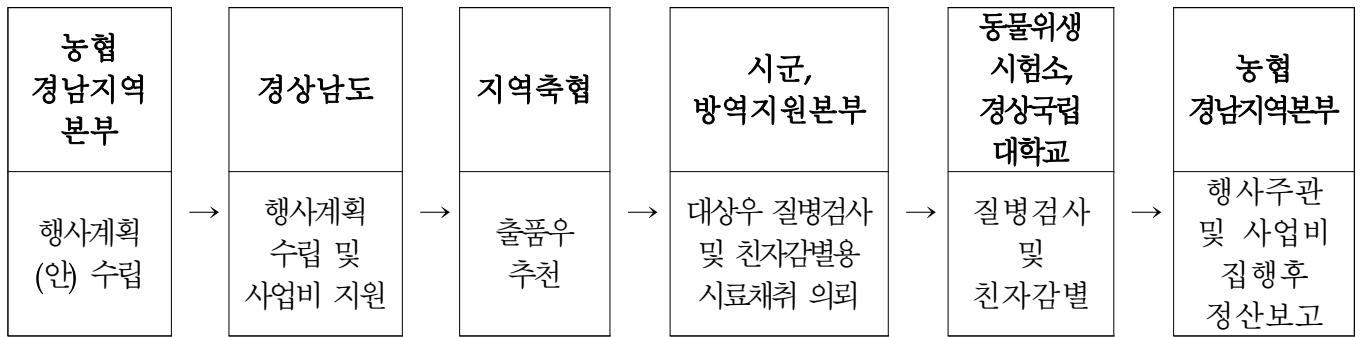 농협
경남지역
본부
행사계획
(안) 수립
→
경상남도
행사계획
수립 및
사업비 지원
→
지역축협
출품우
추천
→
시군,
방역지원본부
대상우 질병검사
및 친자감별용
시료채취 의뢰
→
동물위생
시험소,
경상국립
대학교
질병검사
및
친자감별
→
농협
경남지역본부
행사주관
및 사업비
집행후
정산보고